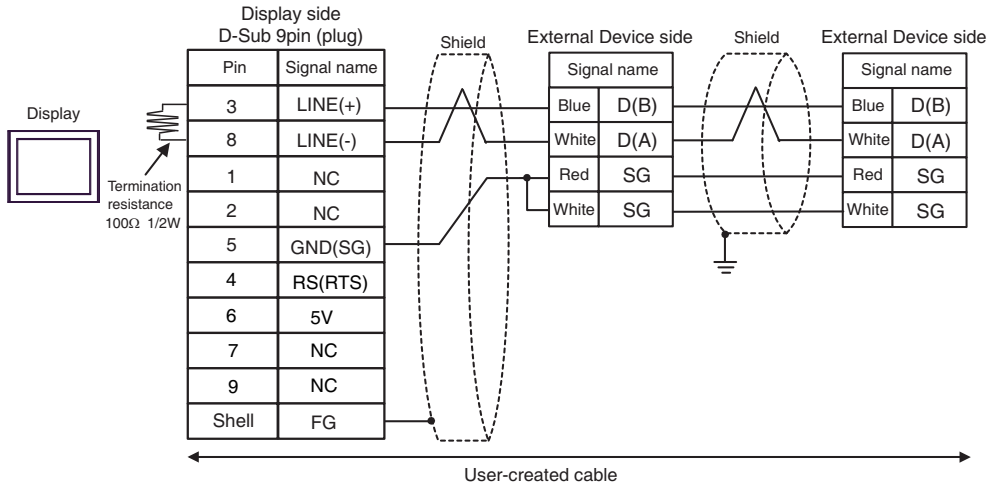 Display side
D-Sub 9pin (plug)
Shield
External Device side
Shield
External Device side
Pin Signal name
Signal name
Signal name
Display
3 LINE(+)
Blue D(B)
Blue D(B)
8 LINE(-)
White D(A)
White D(A)
Termination
resistance
100Ω 1/2W
1 NC
Red SG
Red SG
2 NC
White SG
White SG
5 GND(SG)
4 RS(RTS)
6 5V
7 NC
9 NC
Shell FG
User-created cable